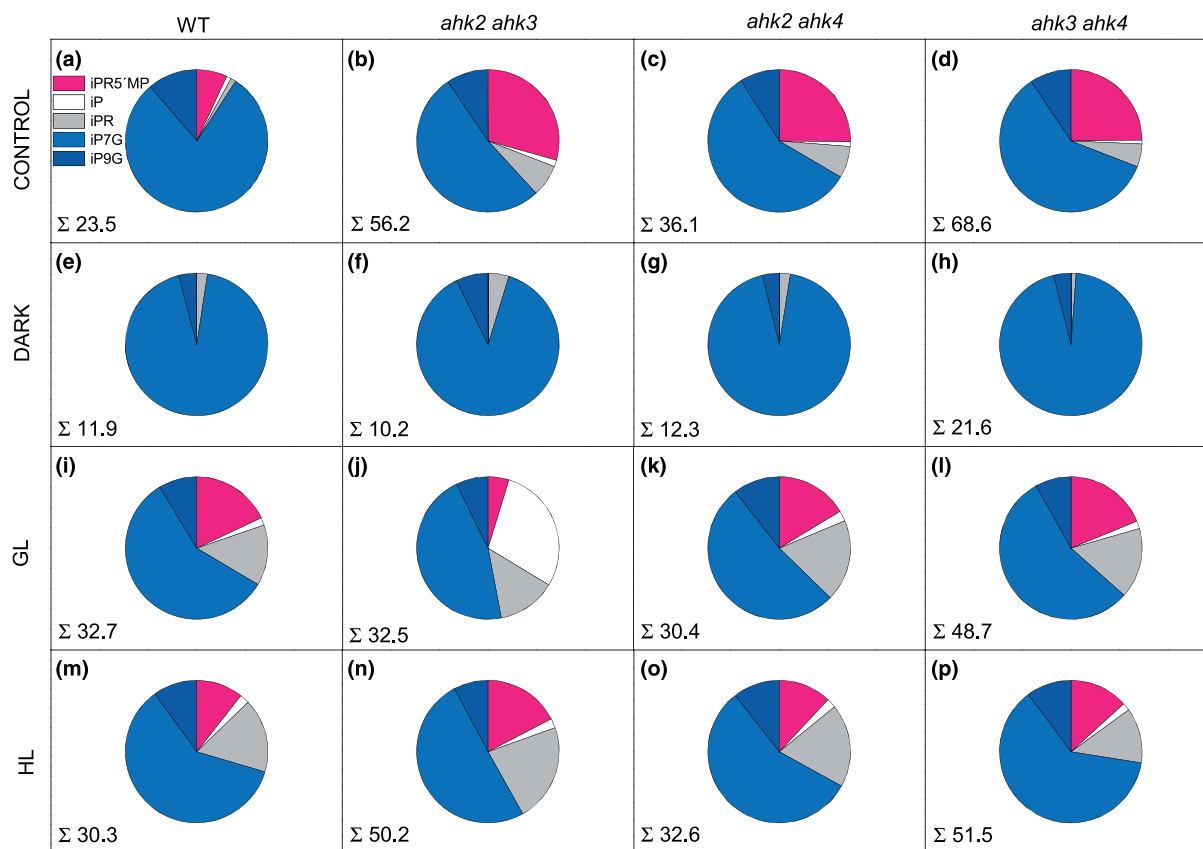 WT
ahk2 ahk3
ahk2 ahk4
ahk3 ahk4
CONTROL
(a)
iPR5´MP
iP
iPR
iP7G
iP9G
Σ 23.5
(b)
Σ 56.2
(c)
Σ 36.1
(d)
Σ 68.6
DARK
(e)
Σ 11.9
(f)
Σ 10.2
(g)
Σ 12.3
(h)
Σ 21.6
GL
(i)
Σ 32.7
(j)
Σ 32.5
(k)
Σ 30.4
(l)
Σ 48.7
HL
(m)
Σ 30.3
(n)
Σ 50.2
(o)
Σ 32.6
(p)
Σ 51.5